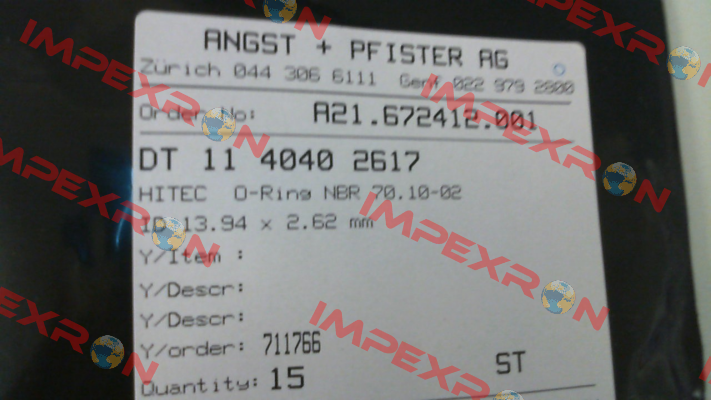 ANGST + PFISTER AG
Zürich 044 306 6111 Genf 022 979 2800
Order No: A21.672412.001
DT 11 4040 2617
HITEC O-Ring NBR 70.10-02
ID 13.94 x 2.62 mm
Y/Item :
Y/Descr:
Y/Descr:
Y/order: 711766
ST
Quantity: 15
IMPEXRON
IMPEXRON
IMPEXRON
IMPEXRON
IMPEXRON
IMPEXRON
IMPEXRON